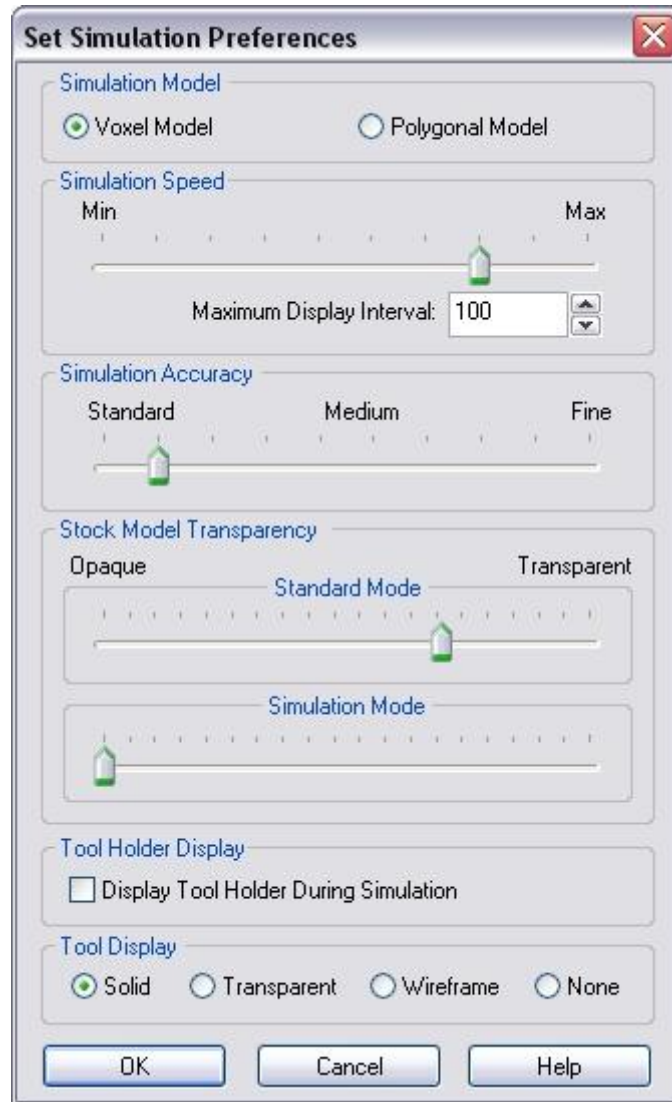 Set Simulation Preferences
Simulation Model
Voxel Model Polygonal Model
Simulation Speed
Min Max
Maximum Display Interval: 100
Simulation Accuracy
Standard Medium Fine
Stock Model Transparency
Opaque Transparent
Standard Mode
Simulation Mode
Tool Holder Display
Display Tool Holder During Simulation
Tool Display
Solid Transparent Wireframe None
OK Cancel Help